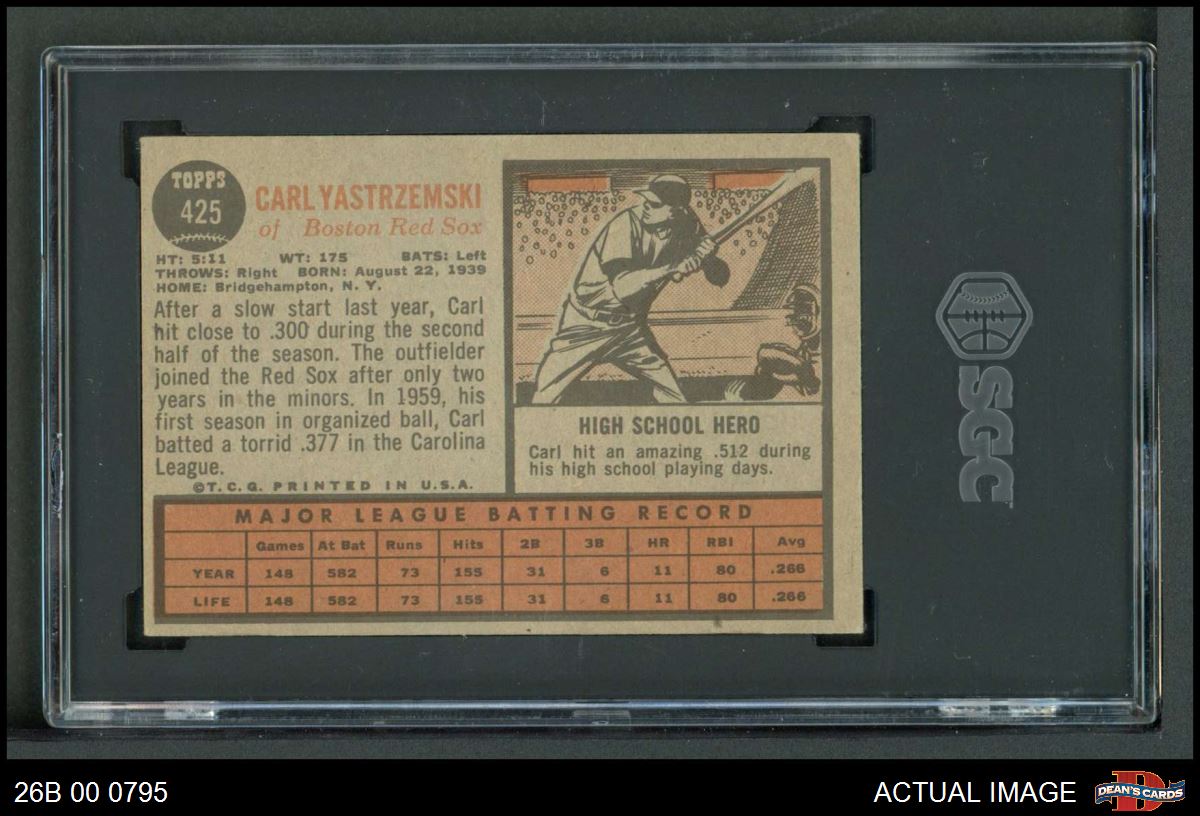 TOPPS
425
CARL YASTRZEMSKI
of Boston Red Sox
HT: 5:11 WT: 175 BATS: Left
THROWS: Right BORN: August 22, 1939
HOME: Bridgehampton, N. Y.
After a slow start last year, Carl
hit close to .300 during the second
half of the season. The outfielder
joined the Red Sox after only two
years in the minors. In 1959, his
first season in organized ball, Carl
batted a torrid .377 in the Carolina
League.
©T.C.G. PRINTED IN U.S.A.
HIGH SCHOOL HERO
Carl hit an amazing .512 during
his high school playing days.
MAJOR LEAGUE BATTING RECORD
Games At Bat Runs Hits 2B 3B HR RBI Avg
YEAR 148 582 73 155 31 6 11 80 .266
LIFE 148 582 73 155 31 6 11 80 .266
SGC
26B 00 0795
ACTUAL IMAGE
D
DEAN'S CARDS